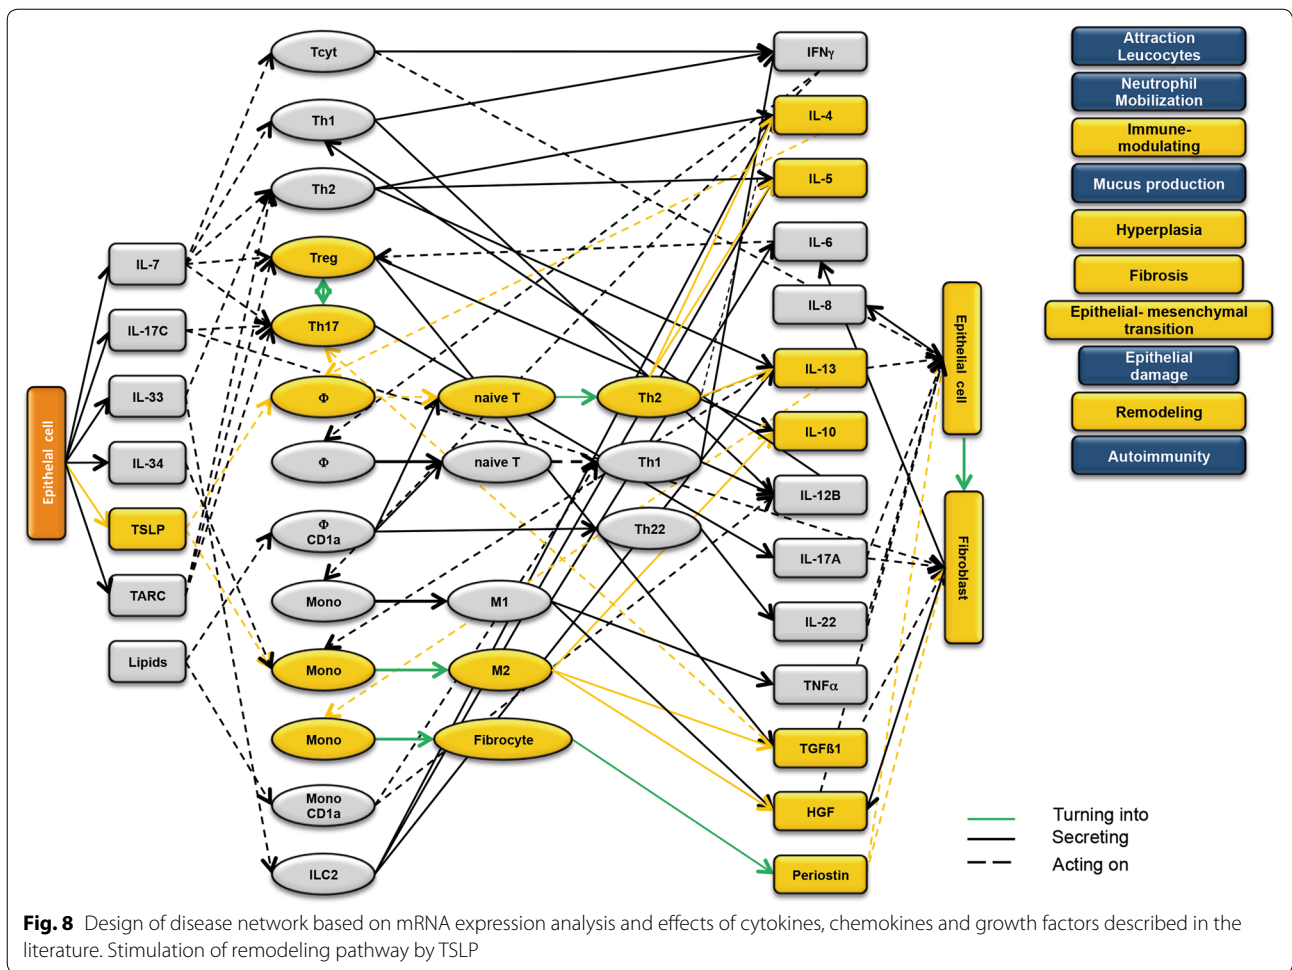 Epithelal cell
IL-7
IL-17C
IL-33
IL-34
TSLP
TARC
Lipids
Tcyt
Th1
Th2
Treg
Th17
Φ
Φ
Φ
CD1a
Mono
Mono
Mono
Mono
CD1a
ILC2
naive T
naive T
M1
M2
Fibrocyte
Th2
Th1
Th22
IFNγ
IL-4
IL-5
IL-6
IL-8
IL-13
IL-10
IL-12B
IL-17A
IL-22
TNFα
TGFß1
HGF
Periostin
Epithelial cell
Fibroblast
Attraction
Leucocytes
Neutrophil
Mobilization
Immune-
modulating
Mucus production
Hyperplasia
Fibrosis
Epithelial- mesenchymal
transition
Epithelial
damage
Remodeling
Autoimmunity
Turning into
Secreting
Acting on
Fig. 8 Design of disease network based on mRNA expression analysis and effects of cytokines, chemokines and growth factors described in the
literature. Stimulation of remodeling pathway by TSLP